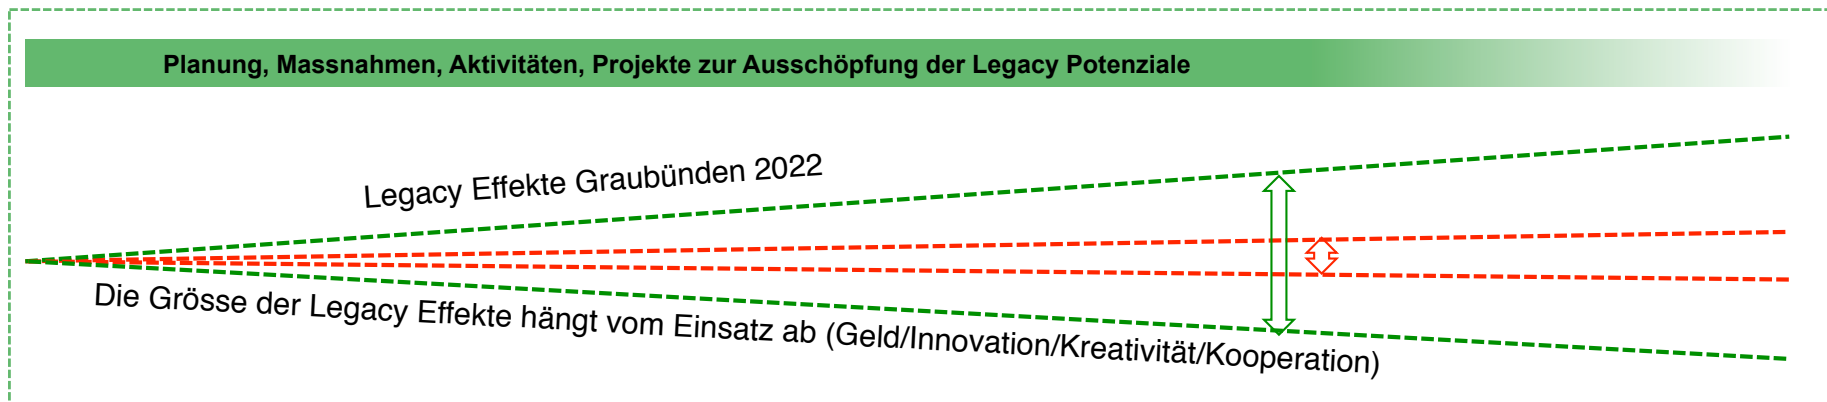 Planung, Massnahmen, Aktivitäten, Projekte zur Ausschöpfung der Legacy Potenziale
Legacy Effekte Graubünden 2022
Die Grösse der Legacy Effekte hängt vom Einsatz ab (Geld/Innovation/Kreativität/Kooperation)